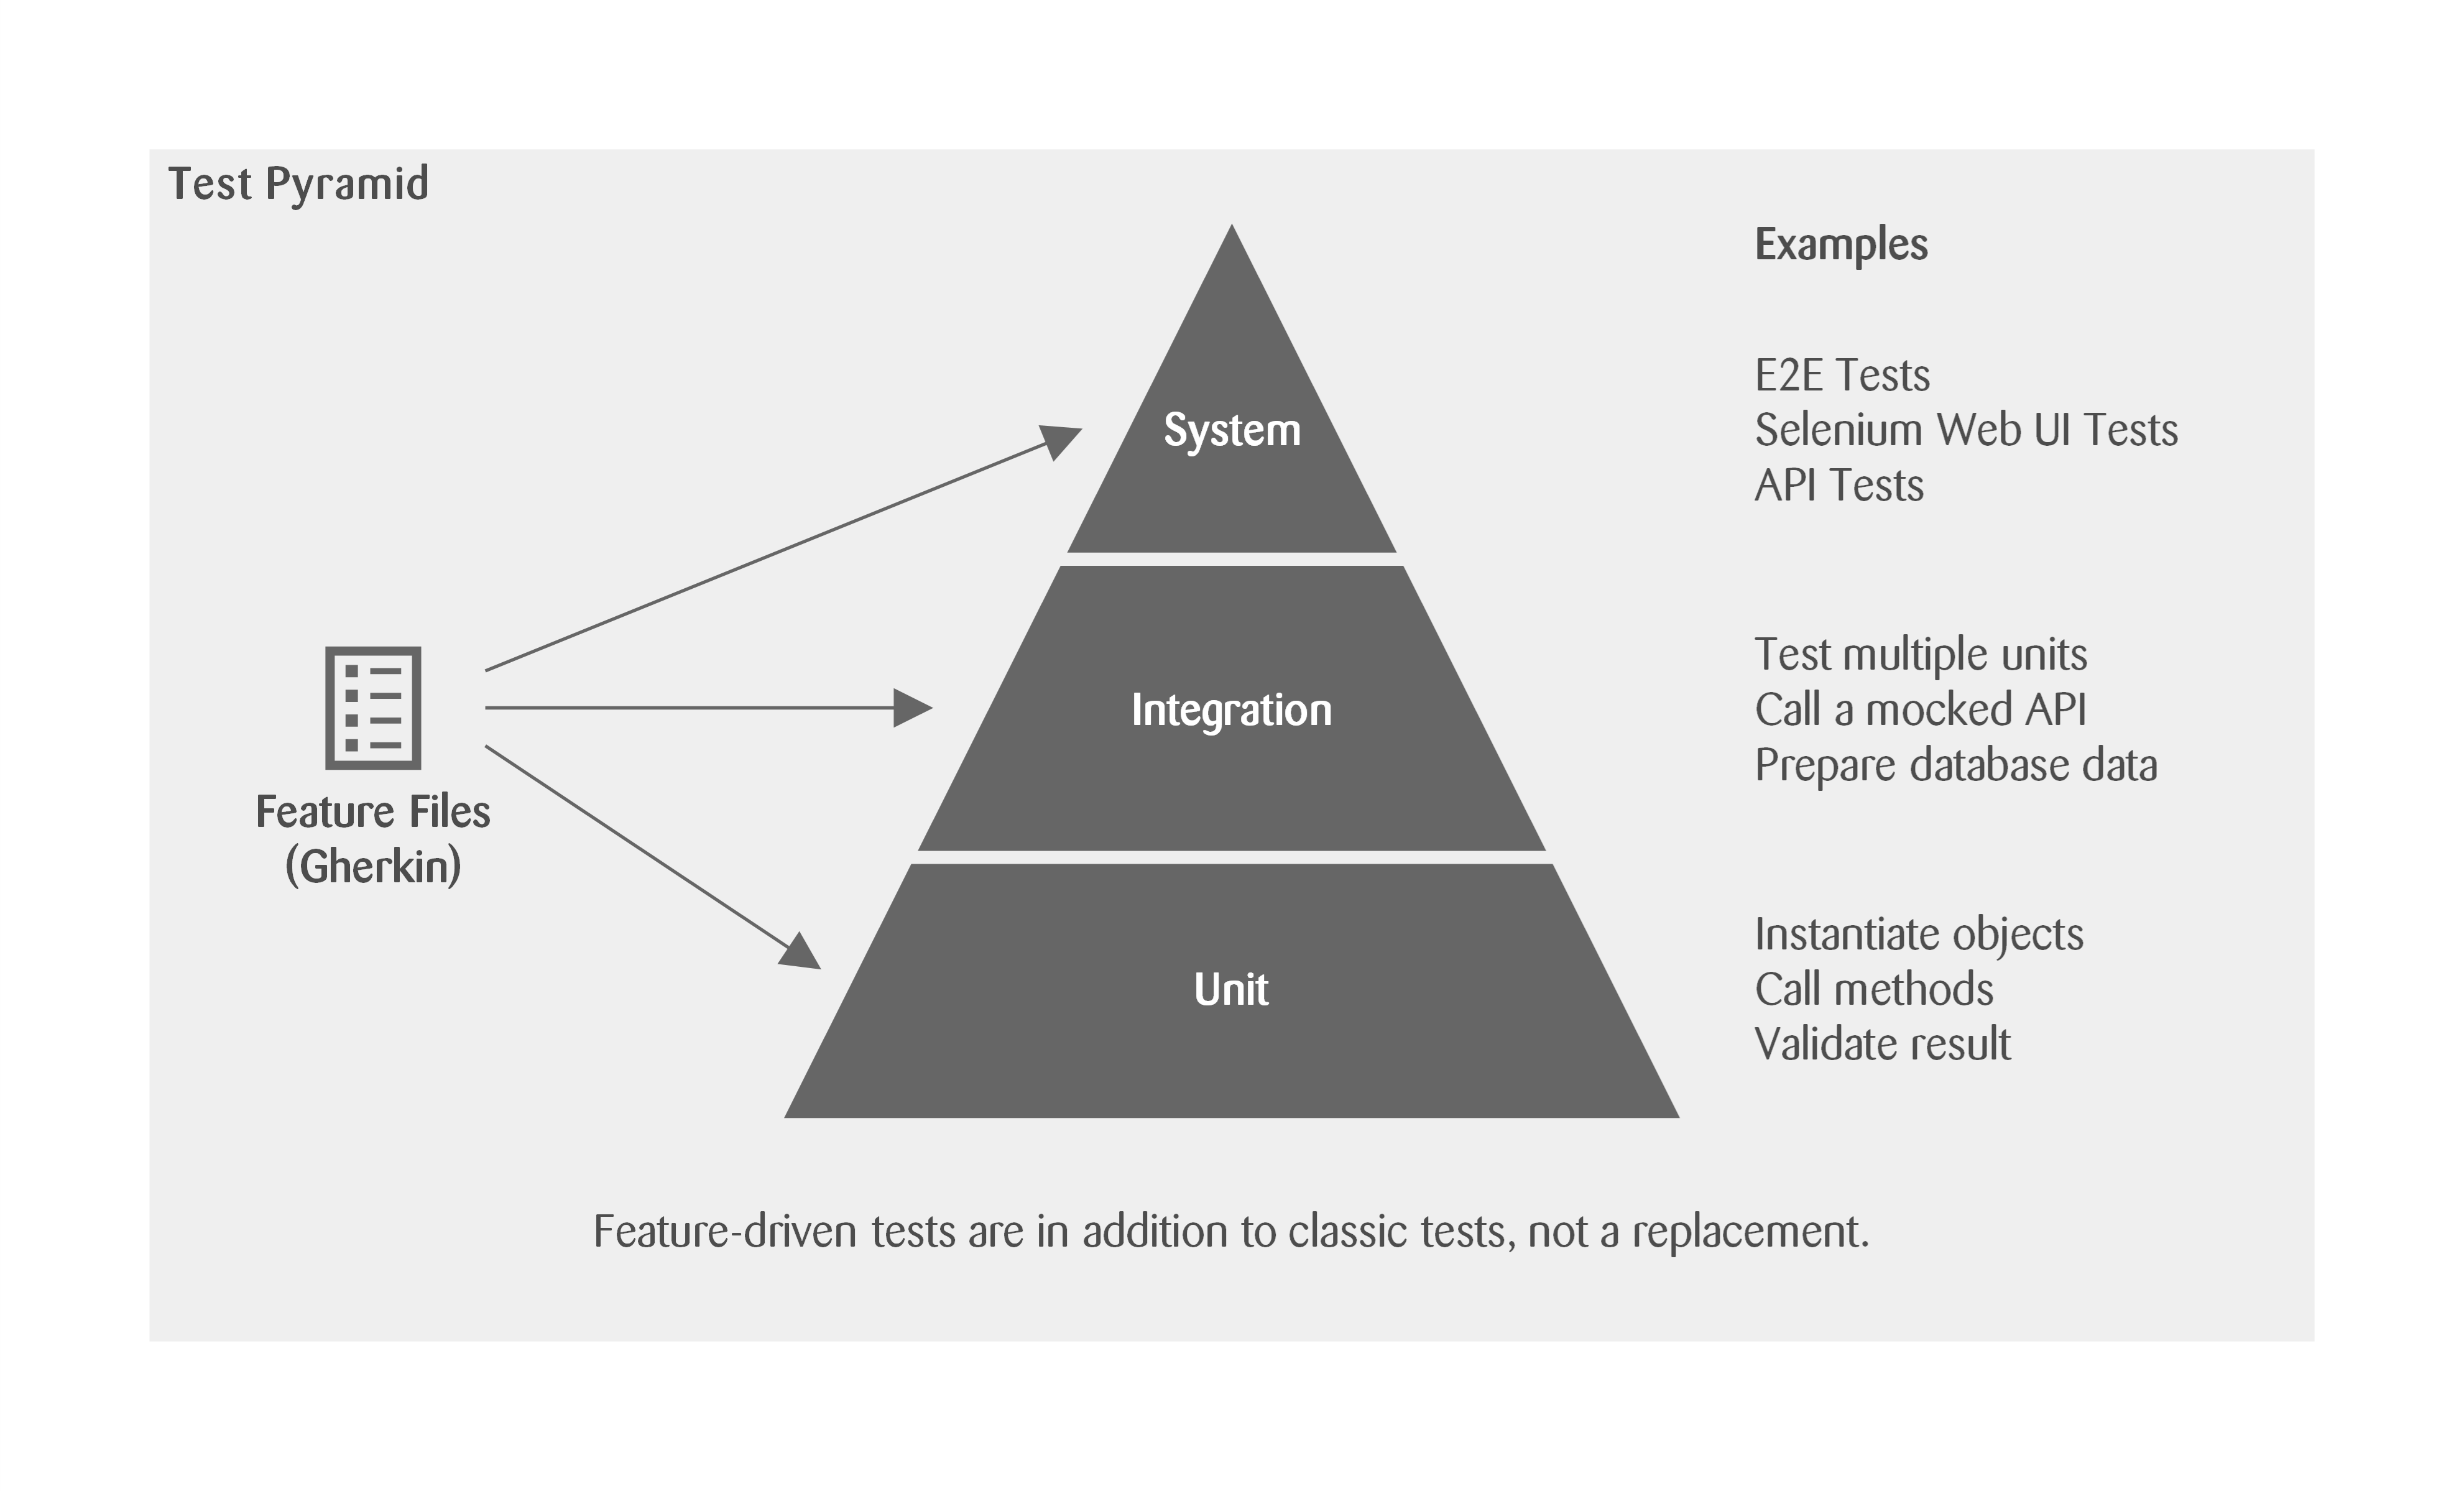 Test Pyramid
Examples
E2E Tests
Selenium Web UI Tests
API Tests
System
Test multiple units
Call a mocked API
Prepare database data
Integration
Feature Files
(Gherkin)
Instantiate objects
Call methods
Validate result
Unit
Feature-driven tests are in addition to classic tests, not a replacement.